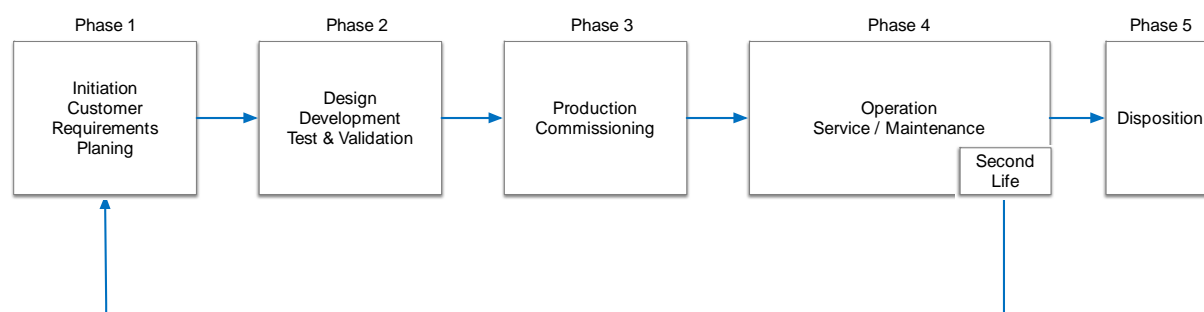 Phase 1
Initiation
Customer
Requirements
Planing
Phase 2
Design
Development
Test & Validation
Phase 3
Production
Commissioning
Phase 4
Operation
Service / Maintenance
Second
Life
Phase 5
Disposition